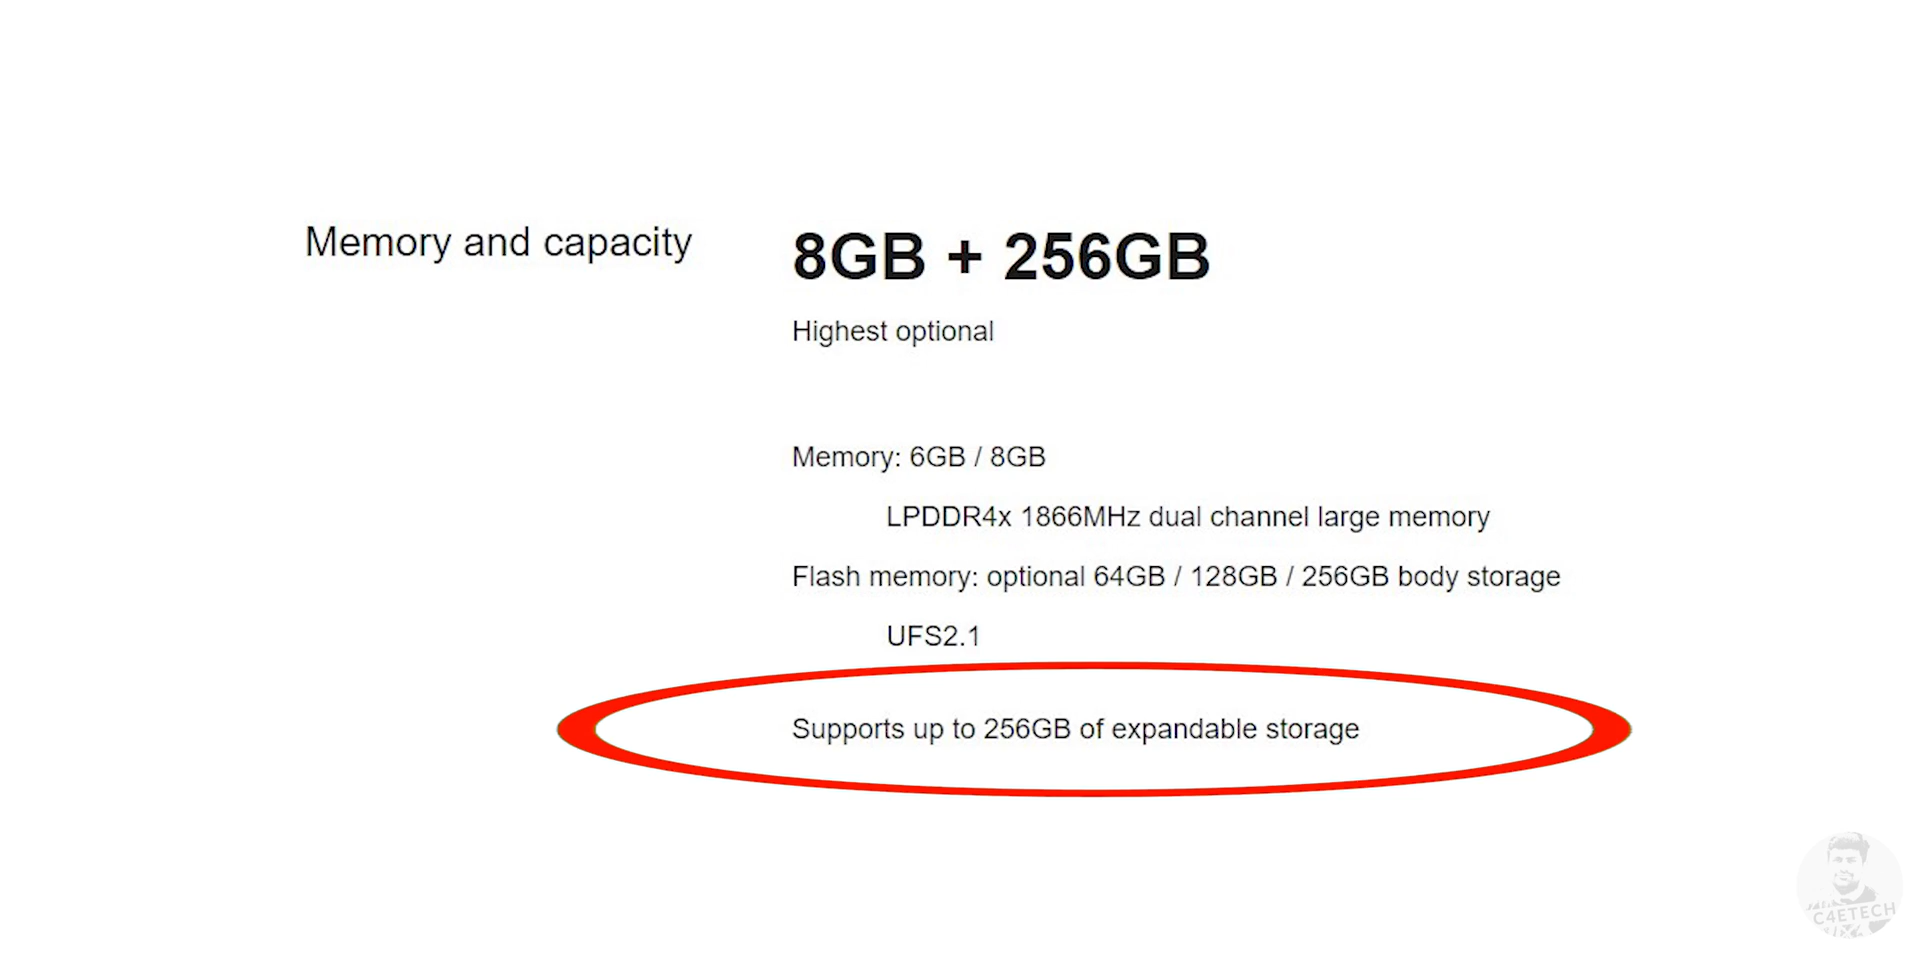 Memory and capacity
8GB + 256GB
Highest optional
Memory: 6GB / 8GB
LPDDR4x 1866MHz dual channel large memory
Flash memory: optional 64GB / 128GB / 256GB body storage
UFS2.1
Supports up to 256GB of expandable storage
C4ETECH